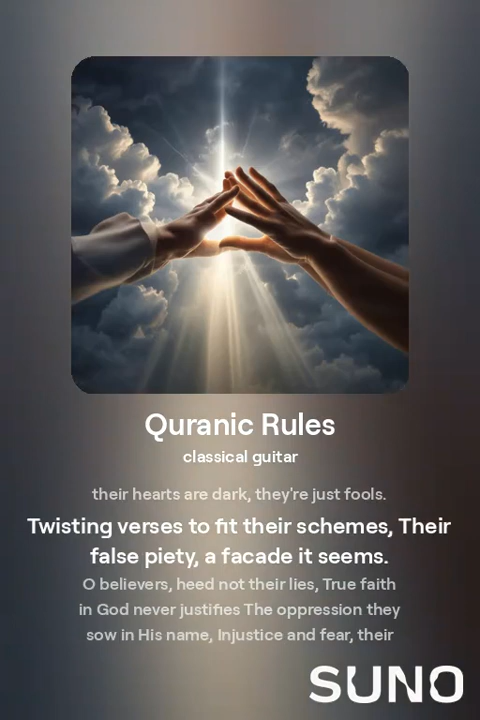 Quranic Rules
classical guitar
their hearts are dark, they're just fools.
Twisting verses to fit their schemes, Their
false piety, a facade it seems.
O believers, heed not their lies, True faith
in God never justifies The oppression they
sow in His name, Injustice and fear, their
SUNO